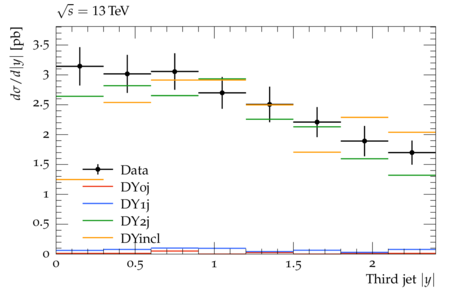 √s = 13 TeV
dσ/d|y| [pb]
3.5
3
2.5
2
1.5
1
0.5
0
Data
DY0j
DY1j
DY2j
DYincl
0 0.5 1 1.5 2
Third jet |y|